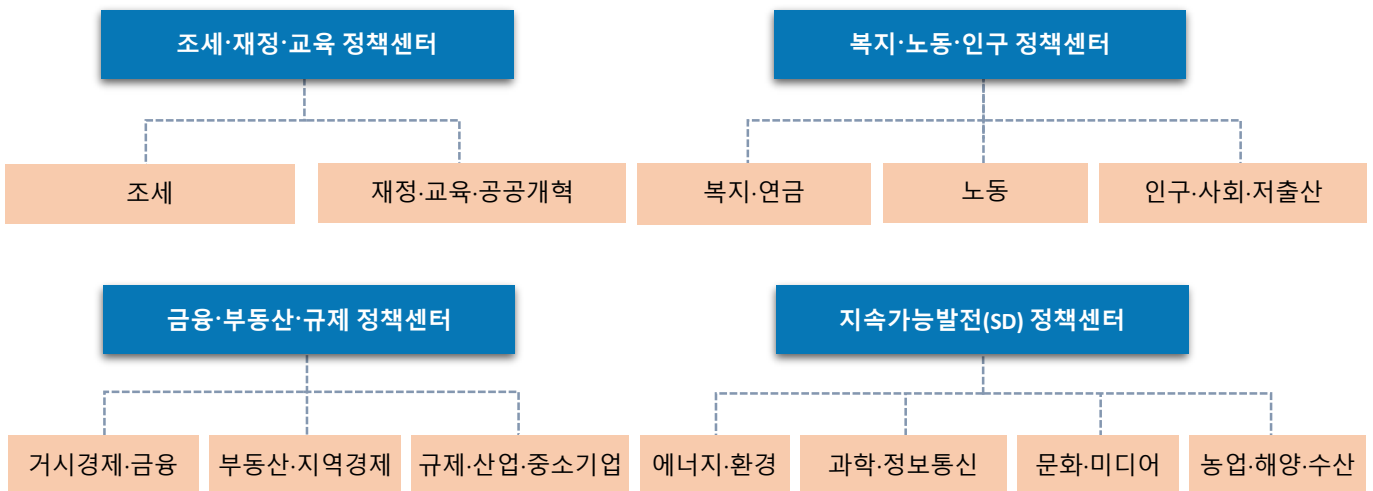 조세·재정·교육 정책센터
복지·노동·인구 정책센터
조세
재정·교육·공공개혁
복지·연금
노동
인구·사회·저출산
금융·부동산·규제 정책센터
지속가능발전(SD) 정책센터
거시경제·금융
부동산·지역경제
규제·산업·중소기업
에너지·환경
과학·정보통신
문화·미디어
농업·해양·수산